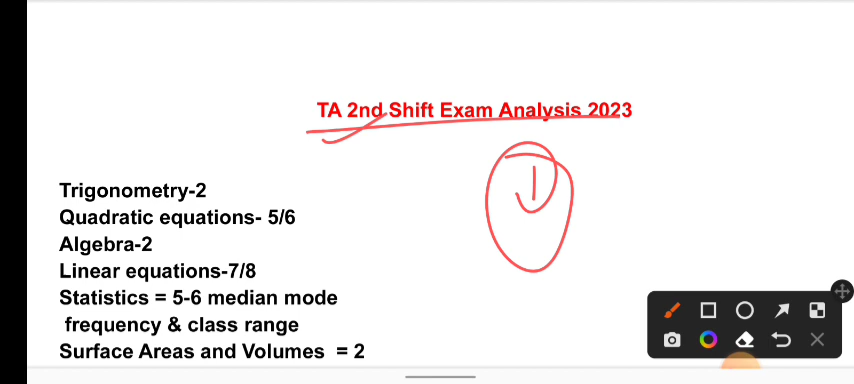 TA 2nd Shift Exam Analysis 2023
Trigonometry-2
Quadratic equations- 5/6
Algebra-2
Linear equations-7/8
Statistics = 5-6 median mode
frequency & class range
Surface Areas and Volumes = 2